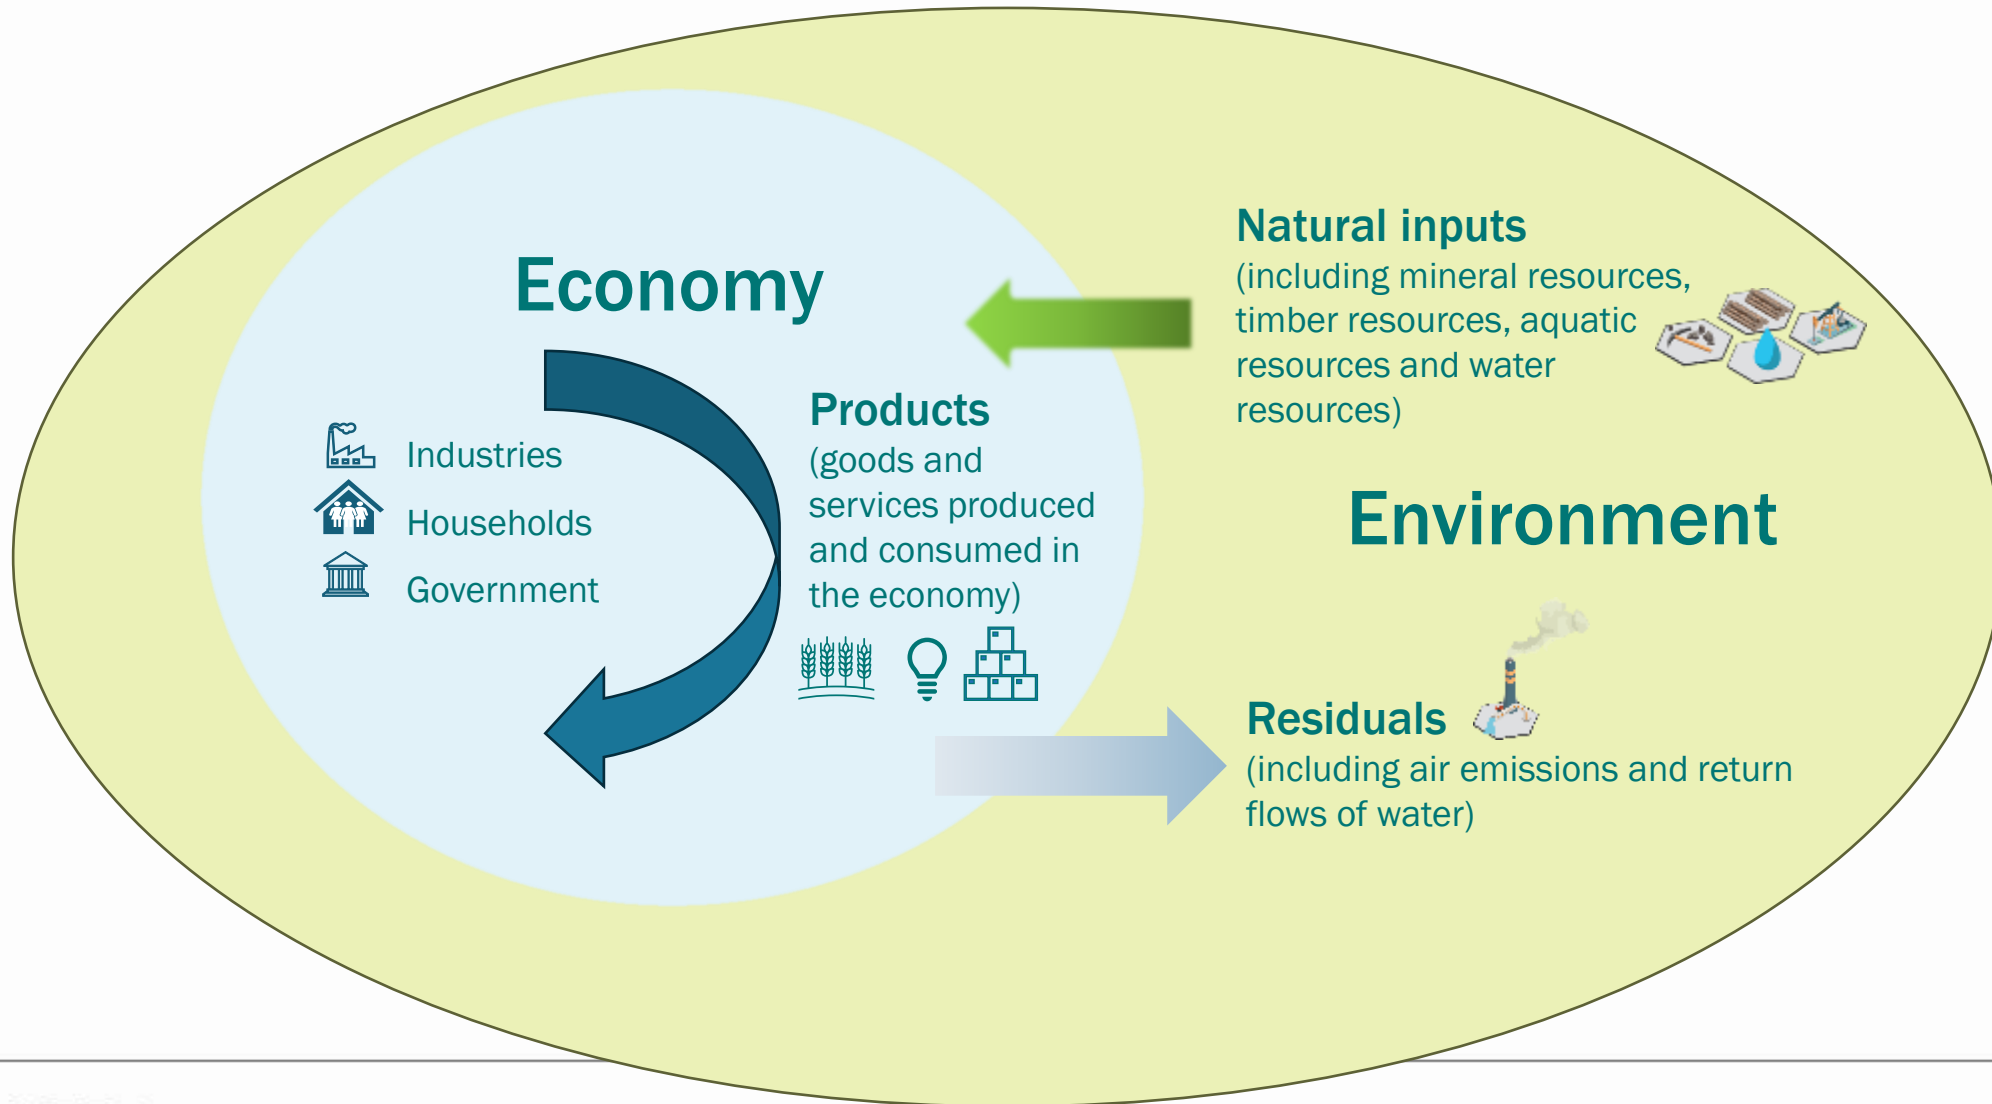 Economy
Industries
Households
Government
Products
(goods and
services produced
and consumed in
the economy)
Natural inputs
(including mineral resources,
timber resources, aquatic
resources and water
resources)
Environment
Residuals
(including air emissions and return
flows of water)